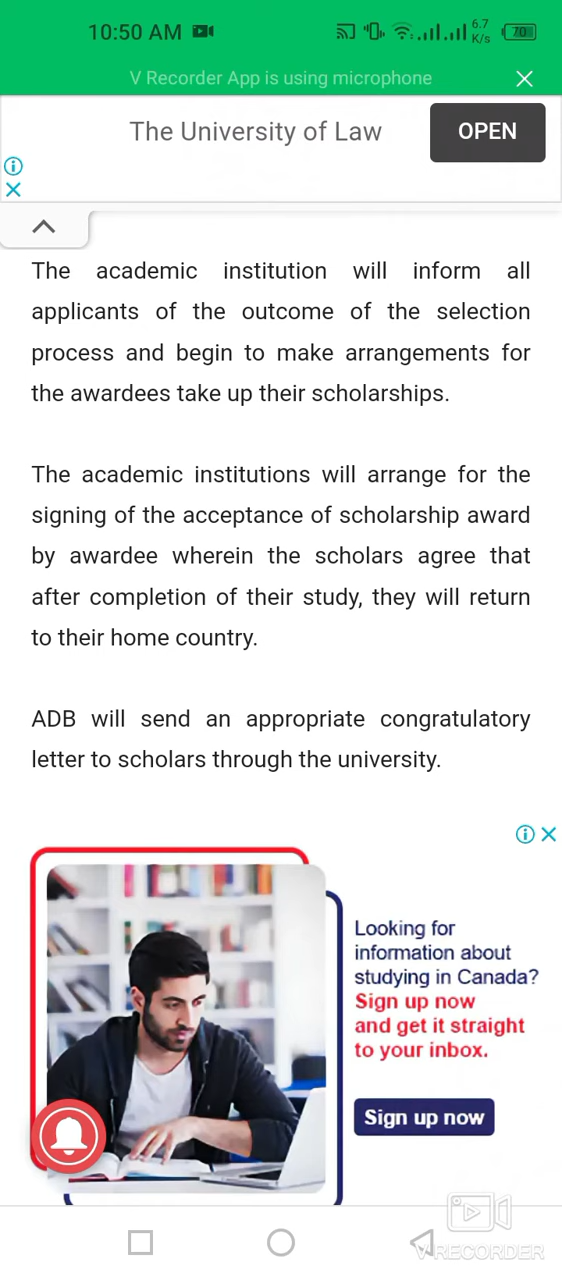 10:50 AM
6.7
K/s
70
V Recorder App is using microphone
The University of Law
OPEN
The academic institution will inform all
applicants of the outcome of the selection
process and begin to make arrangements for
the awardees take up their scholarships.
The academic institutions will arrange for the
signing of the acceptance of scholarship award
by awardee wherein the scholars agree that
after completion of their study, they will return
to their home country.
ADB will send an appropriate congratulatory
letter to scholars through the university.
Looking for
information about
studying in Canada?
Sign up now
and get it straight
to your inbox.
Sign up now
V RECORDER